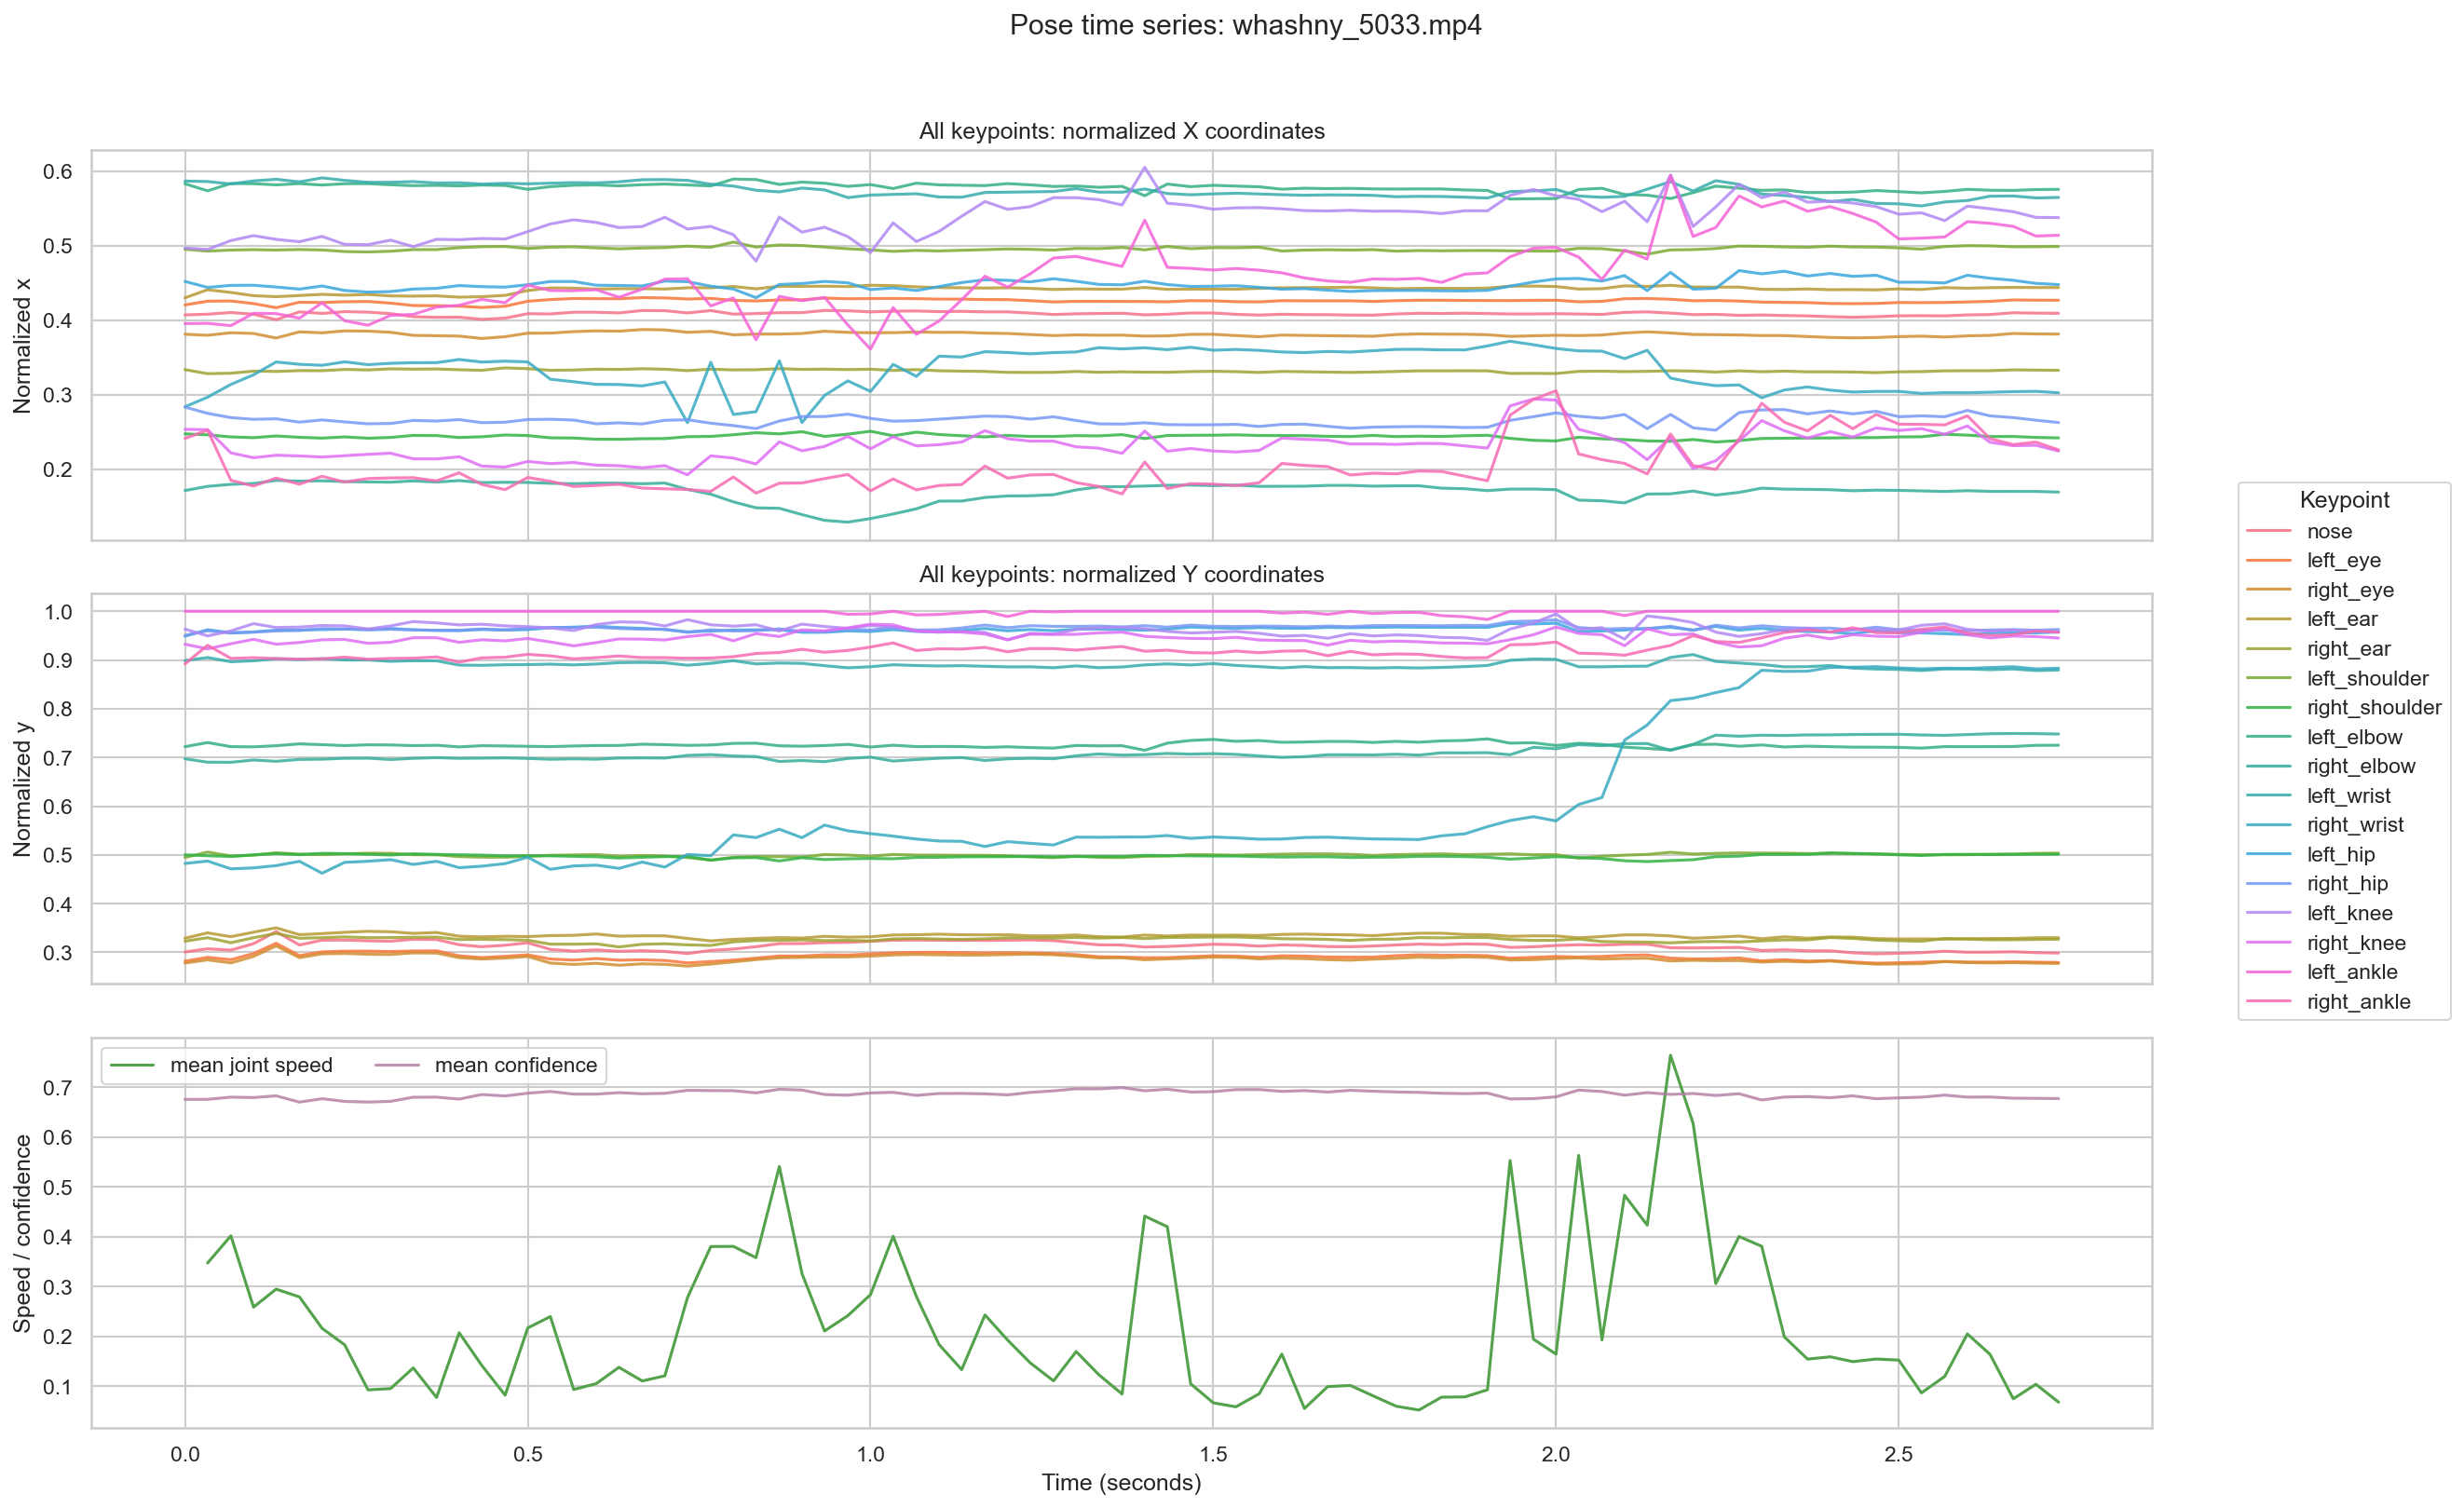 Pose time series: whashny_5033.mp4
All keypoints: normalized X coordinates
Normalized x
0.6
0.5
0.4
0.3
0.2
All keypoints: normalized Y coordinates
Normalized y
1.0
0.9
0.8
0.7
0.6
0.5
0.4
0.3
Keypoint
nose
left_eye
right_eye
left_ear
right_ear
left_shoulder
right_shoulder
left_elbow
right_elbow
left_wrist
right_wrist
left_hip
right_hip
left_knee
right_knee
left_ankle
right_ankle
mean joint speed
mean confidence
Speed / confidence
0.7
0.6
0.5
0.4
0.3
0.2
0.1
0.0
0.5
1.0
1.5
2.0
2.5
Time (seconds)